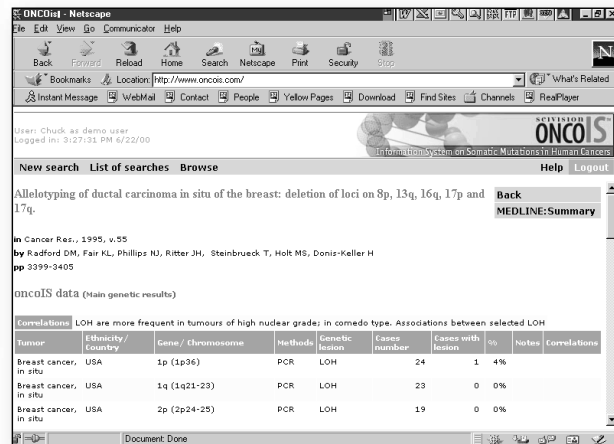 ONCOist - Netscape
File Edit View Go Communicator Help
Back Forward Reload Home Search Netscape Print Security Stop
Bookmarks Location: http://www.oncois.com/ What's Related
Instant Message WebMail Contact People Yellow Pages Download Find Sites Channels RealPlayer
User: Chuck as demo user
Logged in: 3:27:31 PM 6/22/00
SCIVISION
ONCOIS
Information System on Somatic Mutations in Human Cancers
New search List of searches Browse Help Logout
Allelotyping of ductal carcinoma in situ of the breast: deletion of loci on 8p, 13q, 16q, 17p and
17q.
Back
MEDLINE:Summary
in Cancer Res., 1995, v.55
by Radford DM, Fair KL, Phillips NJ, Ritter JH, Steinbrueck T, Holt MS, Donis-Keller H
pp 3399-3405
oncoIS data (Main genetic results)
Correlations LOH are more frequent in tumours of high nuclear grade; in comedo type. Associations between selected LOH
Tumor Ethnicity/ Country Gene/ Chromosome Methods Genetic lesion Cases number Cases with lesion % Notes Correlations
Breast cancer, in situ USA 1p (1p36) PCR LOH 24 1 4%
Breast cancer, in situ USA 1q (1q21-23) PCR LOH 23 0 0%
Breast cancer, in situ USA 2p (2p24-25) PCR LOH 19 0 0%
Document: Done